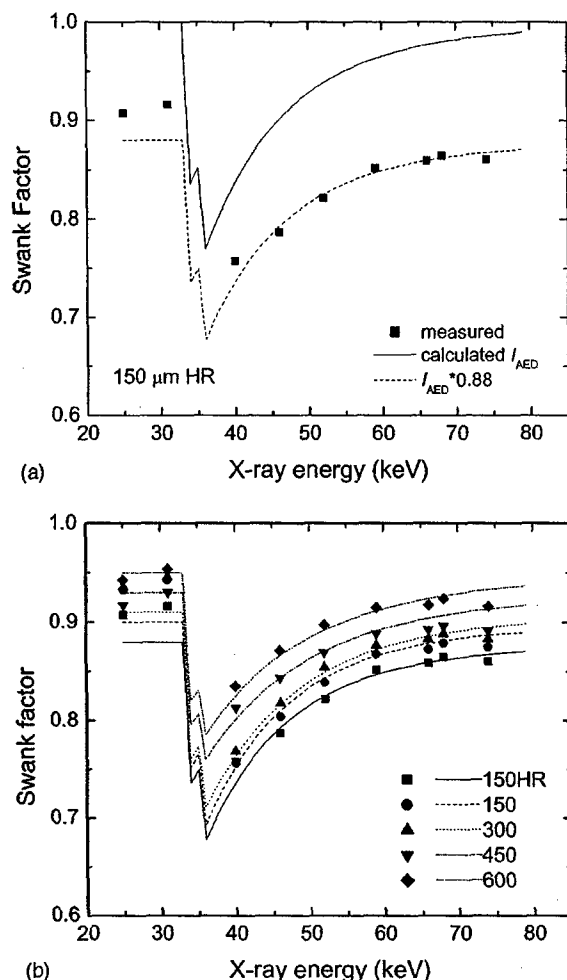 1.0
0.9
0.8
0.7
0.6
Swank Factor
150 μm HR
measured
calculated I_AED
I_AED*0.88
20 30 40 50 60 70 80
(a)
X-ray energy (keV)
1.0
0.9
0.8
0.7
0.6
Swank factor
150HR
150
300
450
600
20 30 40 50 60 70 80
(b)
X-ray energy (keV)